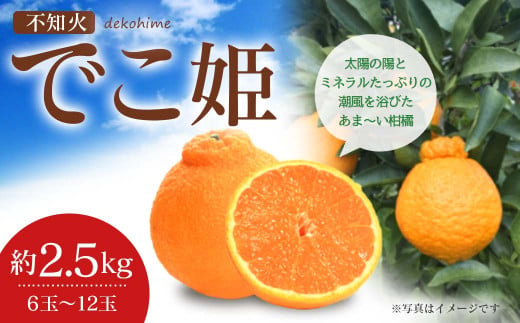 不知火
dekohime
でこ姫
太陽の陽と
ミネラルたっぷりの
潮風を浴びた
あま〜い柑橘
約2.5kg
6玉〜12玉
※写真はイメージです